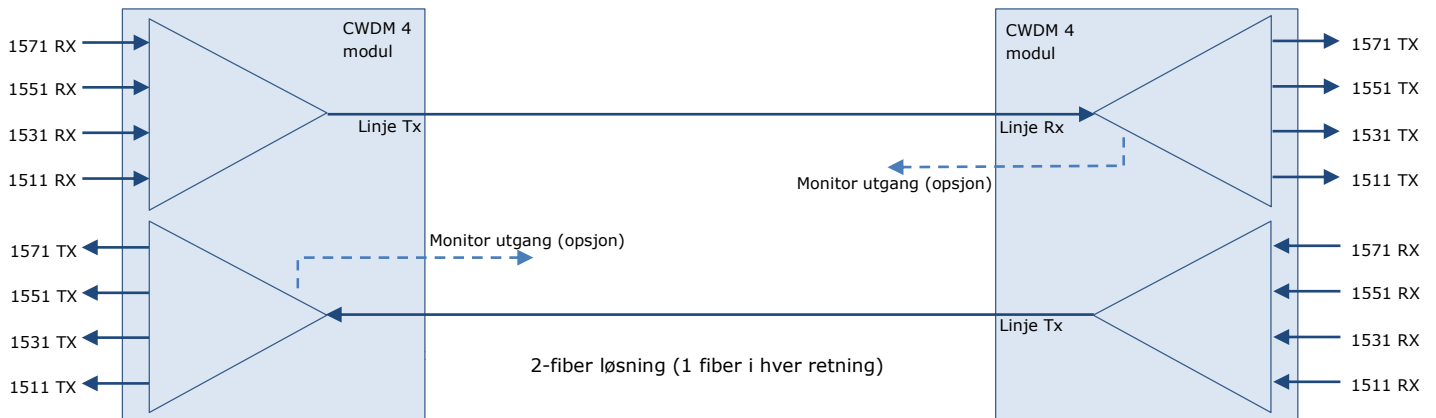 CWDM 4
modul
1571 RX
1551 RX
1531 RX
1511 RX
Linje Tx
1571 TX
1551 TX
1531 TX
1511 TX
Monitor utgang (opsjon)
CWDM 4
modul
Linje Rx
1571 TX
1551 TX
1531 TX
1511 TX
Monitor utgang (opsjon)
Linje Tx
1571 RX
1551 RX
1531 RX
1511 RX
2-fiber løsning (1 fiber i hver retning)